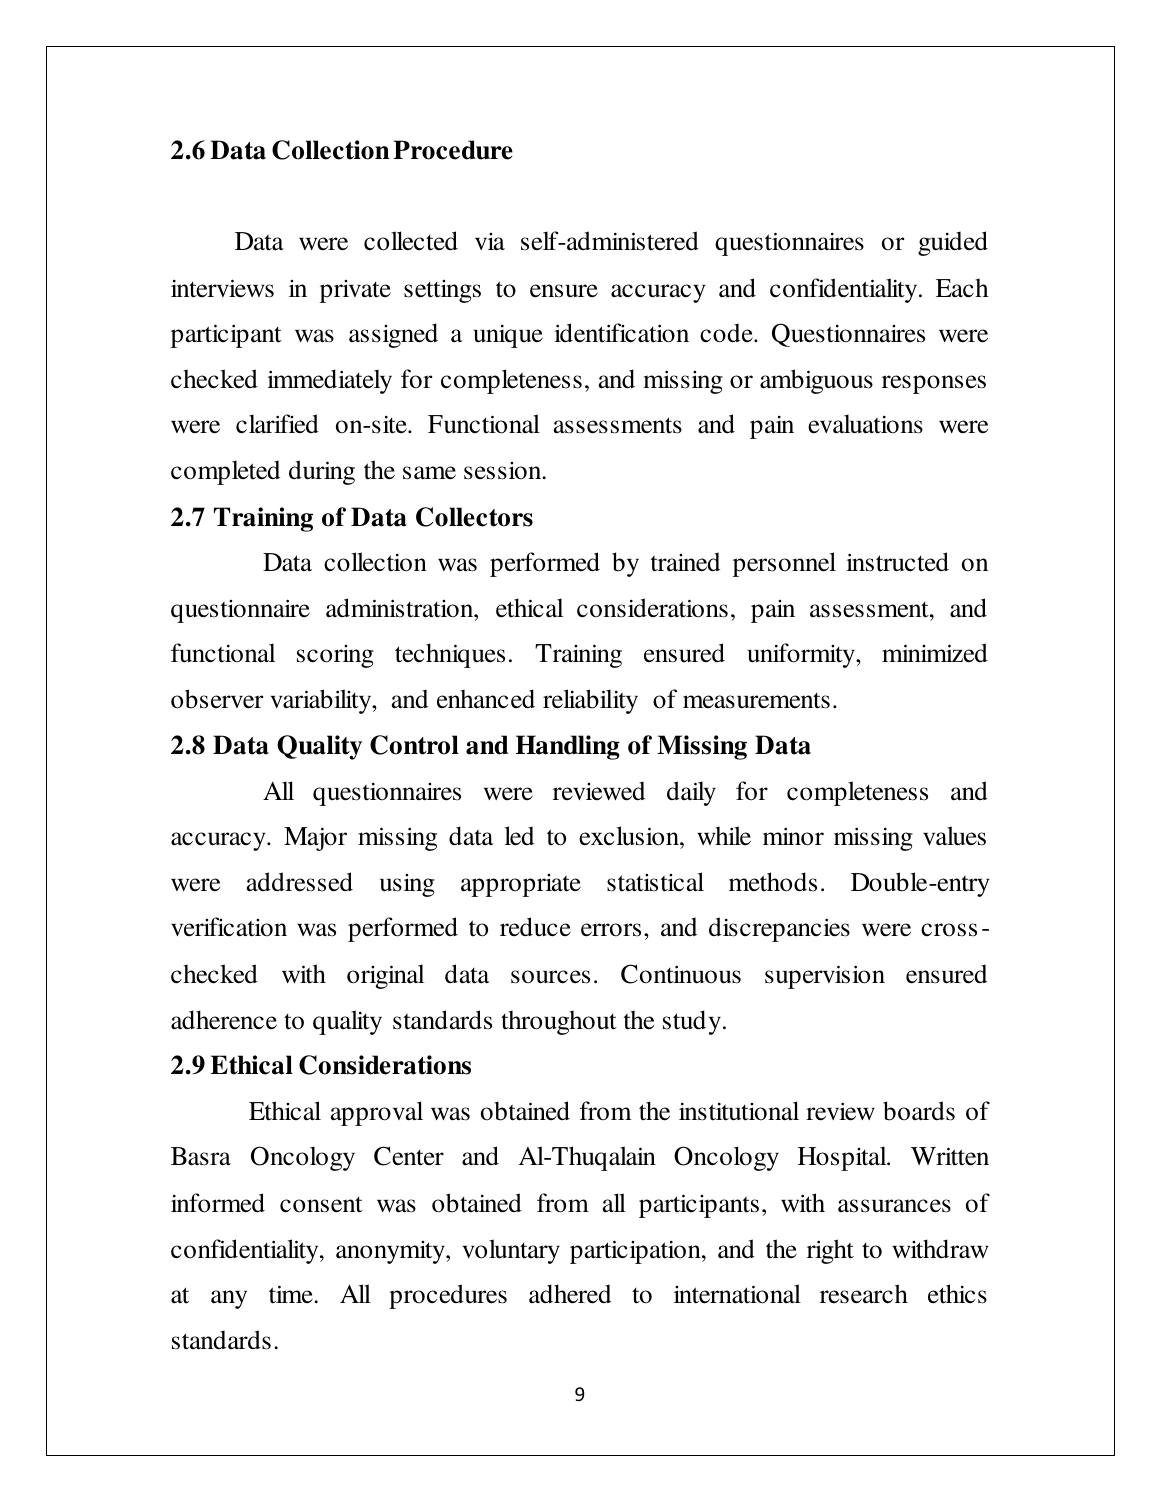 2.6 Data Collection Procedure
Data were collected via self-administered questionnaires or guided
interviews in private settings to ensure accuracy and confidentiality. Each
participant was assigned a unique identification code. Questionnaires were
checked immediately for completeness, and missing or ambiguous responses
were clarified on-site. Functional assessments and pain evaluations were
completed during the same session.
2.7 Training of Data Collectors
Data collection was performed by trained personnel instructed on
questionnaire administration, ethical considerations, pain assessment, and
functional scoring techniques. Training ensured uniformity, minimized
observer variability, and enhanced reliability of measurements.
2.8 Data Quality Control and Handling of Missing Data
All questionnaires were reviewed daily for completeness and
accuracy. Major missing data led to exclusion, while minor missing values
were addressed using appropriate statistical methods. Double-entry
verification was performed to reduce errors, and discrepancies were cross-
checked with original data sources. Continuous supervision ensured
adherence to quality standards throughout the study.
2.9 Ethical Considerations
Ethical approval was obtained from the institutional review boards of
Basra Oncology Center and Al-Thuqalain Oncology Hospital. Written
informed consent was obtained from all participants, with assurances of
confidentiality, anonymity, voluntary participation, and the right to withdraw
at any time. All procedures adhered to international research ethics
standards.
9